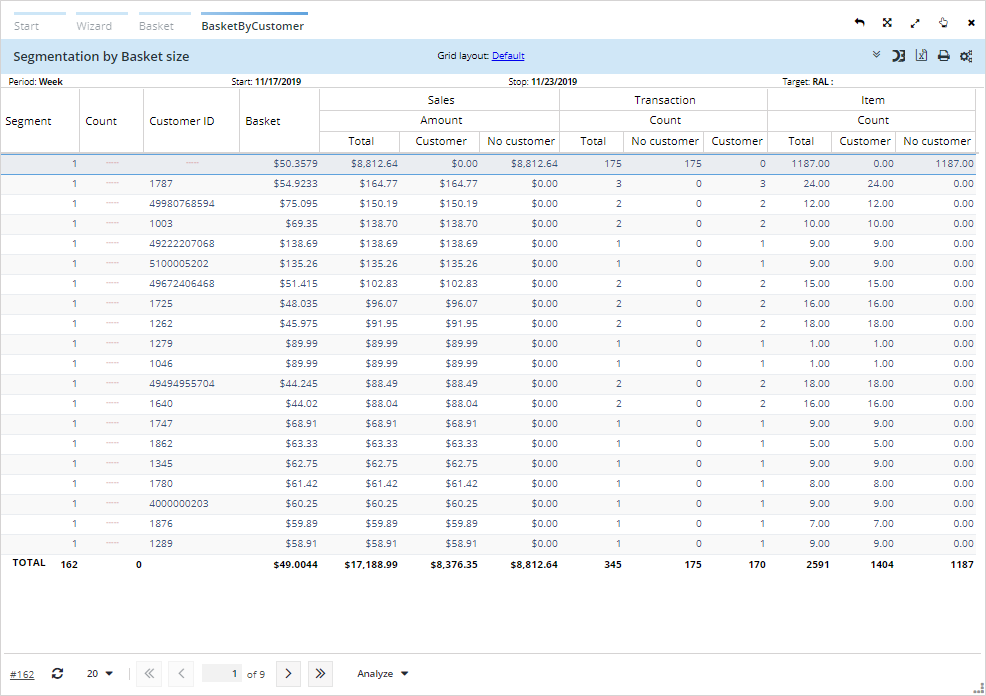 Start Wizard Basket BasketByCustomer
Segmentation by Basket size Grid layout: Default
Period: Week Start: 11/17/2019 Stop: 11/23/2019 Target: RAL :
Sales Transaction Item
Segment Count Customer ID Basket Amount Count Count
Total Customer No customer Total No customer Customer Total Customer No customer
1 ---- ---- $50.3579 $8,812.64 $0.00 $8,812.64 175 175 0 1187.00 0.00 1187.00
1 ---- 1787 $54.9233 $164.77 $164.77 $0.00 3 0 3 24.00 24.00 0.00
1 ---- 49980768594 $75.095 $150.19 $150.19 $0.00 2 0 2 12.00 12.00 0.00
1 ---- 1003 $69.35 $138.70 $138.70 $0.00 2 0 2 10.00 10.00 0.00
1 ---- 49222207068 $138.69 $138.69 $138.69 $0.00 1 0 1 9.00 9.00 0.00
1 ---- 5100005202 $135.26 $135.26 $135.26 $0.00 1 0 1 9.00 9.00 0.00
1 ---- 49672406468 $51.415 $102.83 $102.83 $0.00 2 0 2 15.00 15.00 0.00
1 ---- 1725 $48.035 $96.07 $96.07 $0.00 2 0 2 16.00 16.00 0.00
1 ---- 1262 $45.975 $91.95 $91.95 $0.00 2 0 2 18.00 18.00 0.00
1 ---- 1279 $89.99 $89.99 $89.99 $0.00 1 0 1 1.00 1.00 0.00
1 ---- 1046 $89.99 $89.99 $89.99 $0.00 1 0 1 1.00 1.00 0.00
1 ---- 49494955704 $44.245 $88.49 $88.49 $0.00 2 0 2 18.00 18.00 0.00
1 ---- 1640 $44.02 $88.04 $88.04 $0.00 2 0 2 16.00 16.00 0.00
1 ---- 1747 $68.91 $68.91 $68.91 $0.00 1 0 1 9.00 9.00 0.00
1 ---- 1862 $63.33 $63.33 $63.33 $0.00 1 0 1 5.00 5.00 0.00
1 ---- 1345 $62.75 $62.75 $62.75 $0.00 1 0 1 9.00 9.00 0.00
1 ---- 1780 $61.42 $61.42 $61.42 $0.00 1 0 1 8.00 8.00 0.00
1 ---- 4000000203 $60.25 $60.25 $60.25 $0.00 1 0 1 9.00 9.00 0.00
1 ---- 1876 $59.89 $59.89 $59.89 $0.00 1 0 1 7.00 7.00 0.00
1 ---- 1289 $58.91 $58.91 $58.91 $0.00 1 0 1 9.00 9.00 0.00
TOTAL 162 0 $49.0044 $17,188.99 $8,376.35 $8,812.64 345 175 170 2591 1404 1187
#162 20 1 of 9 Analyze